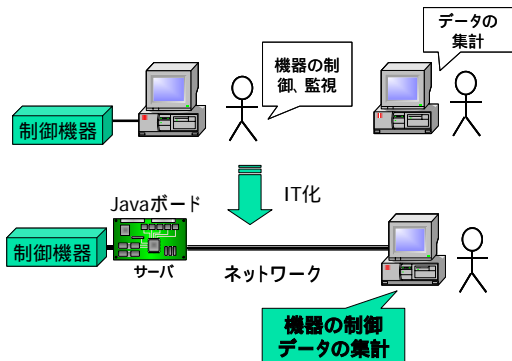 データの
集計
機器の制
御、監視
制御機器
IT化
Javaボード
制御機器
サーバ
ネットワーク
機器の制御
データの集計